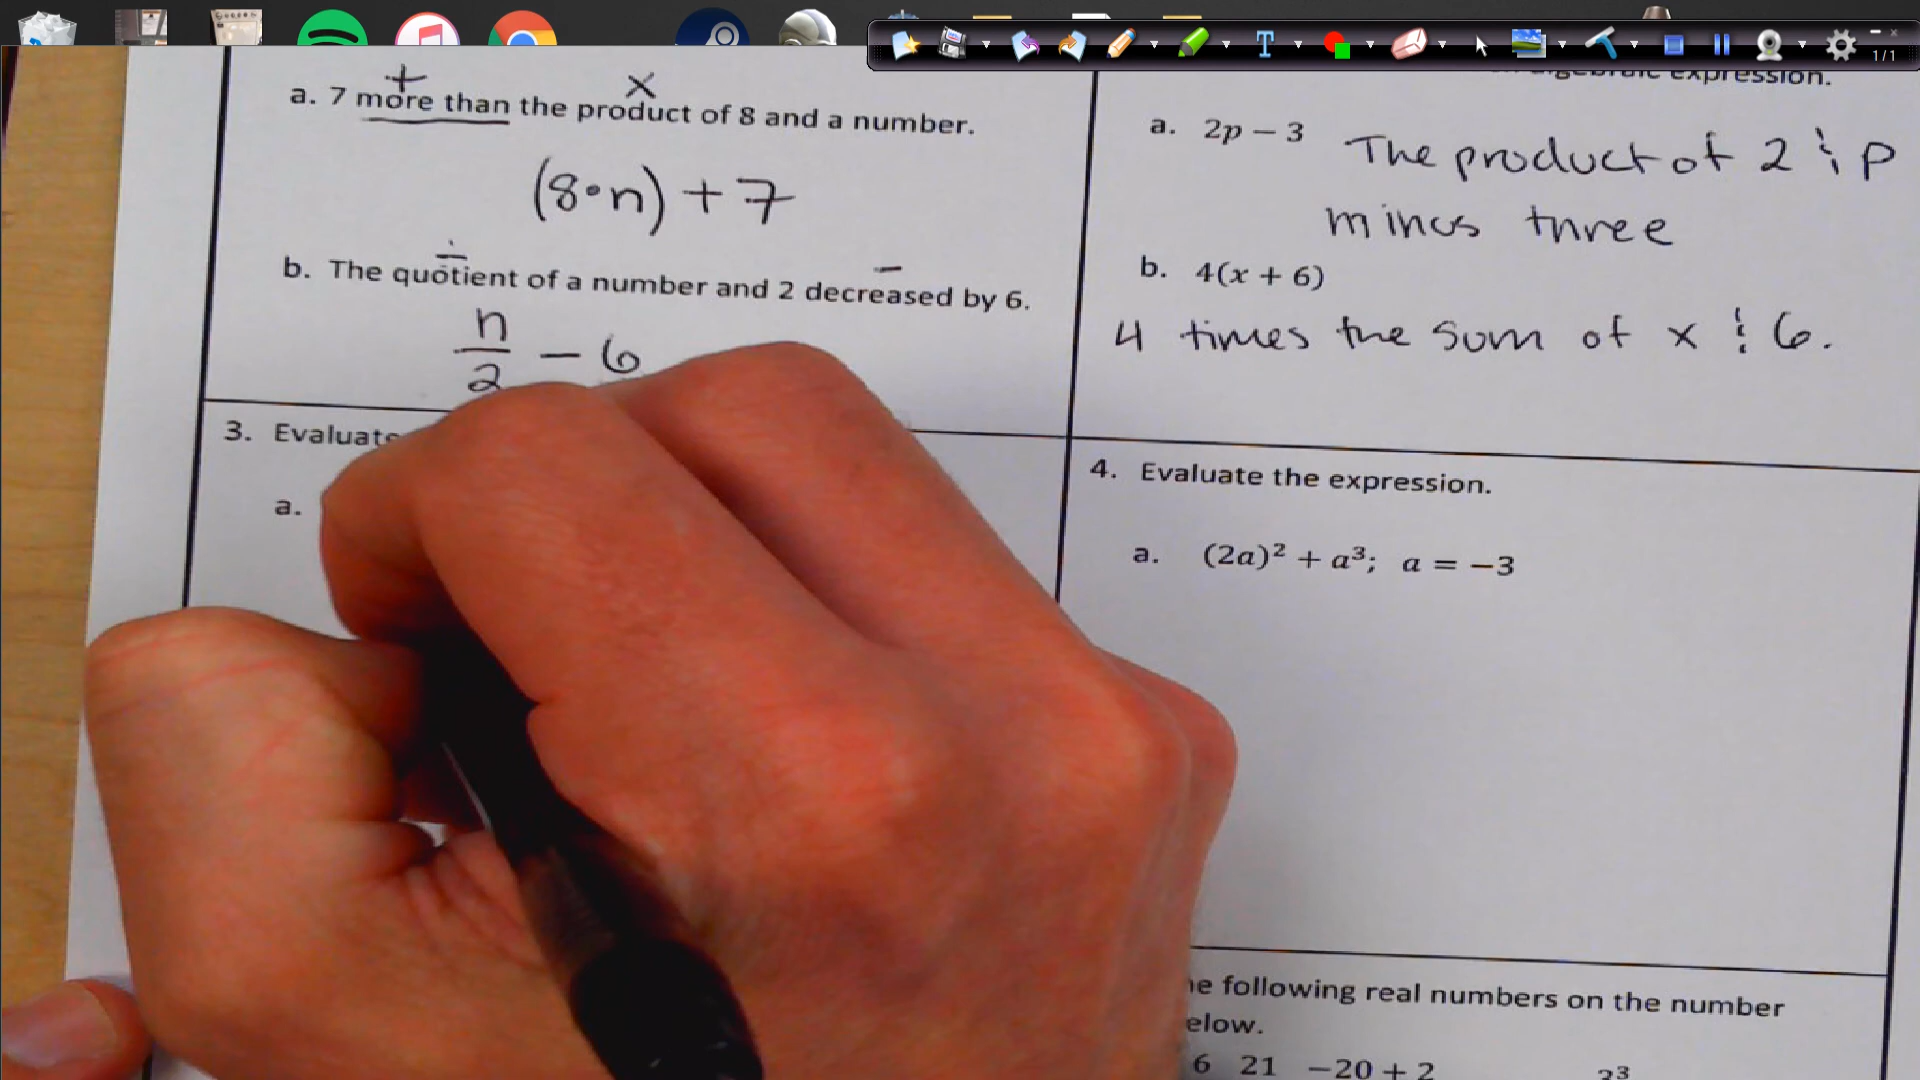 1/1
+ x
a. 7 more than the product of 8 and a number.
(8·n) + 7
÷ −
b. The quotient of a number and 2 decreased by 6.
n
— − 6
2
expression.
a. 2p − 3 The product of 2 & p
minus three
b. 4(x + 6)
4 times the sum of x & 6.
3. Evaluate
a.
4. Evaluate the expression.
a. (2a)² + a³; a = −3
following real numbers on the number
6 21 −20 + 2